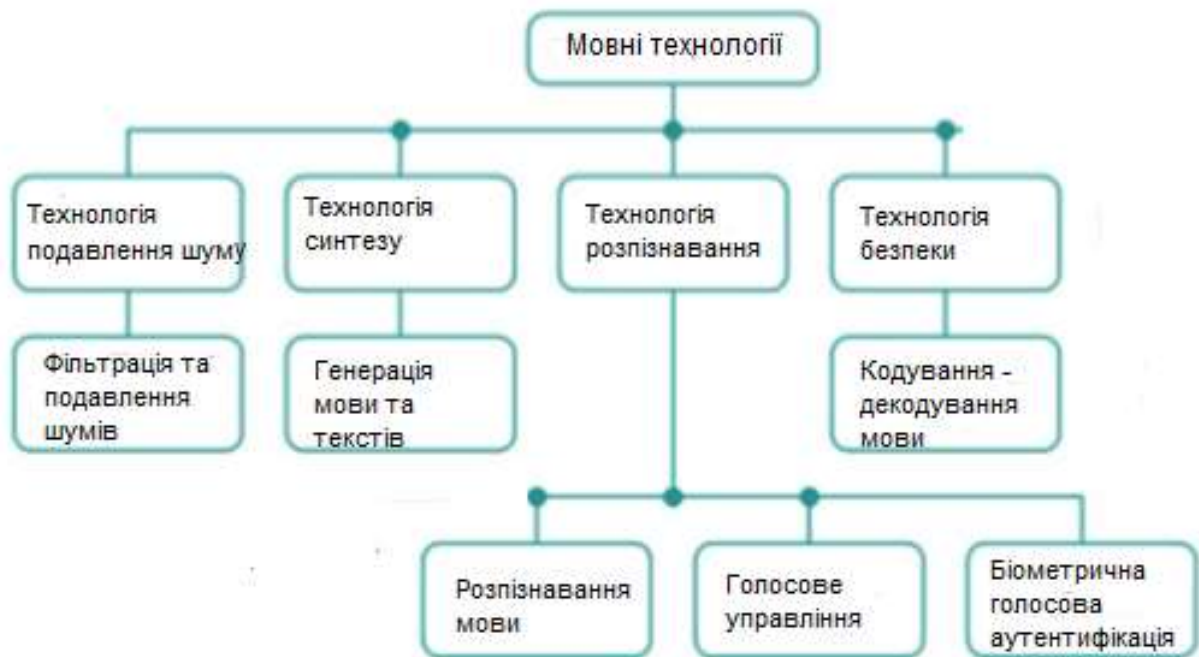 Мовні технології
Технологія
подавлення шуму
Технологія
синтезу
Технологія
розпізнавання
Технологія
безпеки
Фільтрація та
подавлення
шумів
Генерація
мови та
текстів
Кодування -
декодування
мови
Розпізнавання
мови
Голосове
управління
Біометрична
голосова
аутентифікація